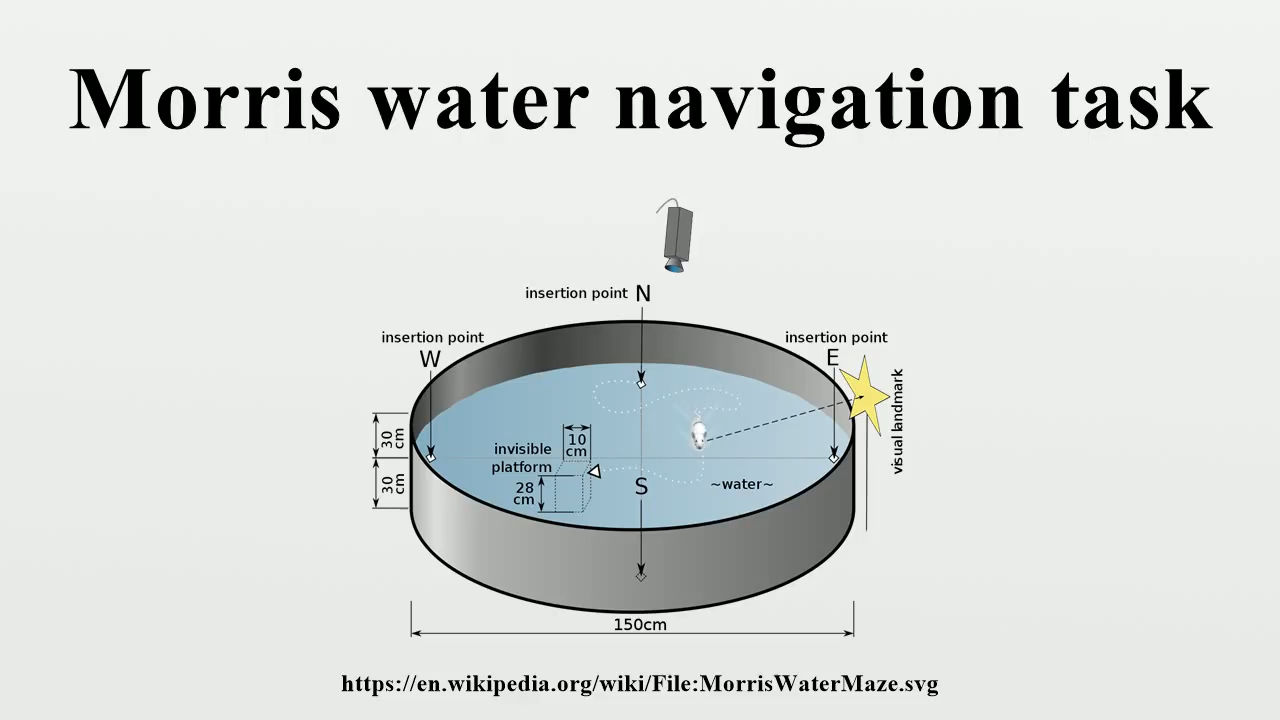 Morris water navigation task
insertion point N
insertion point
W
insertion point
E
visual landmark
30
cm
30
cm
10
cm
invisible
platform
28
cm
S
~water~
150cm
https://en.wikipedia.org/wiki/File:MorrisWaterMaze.svg